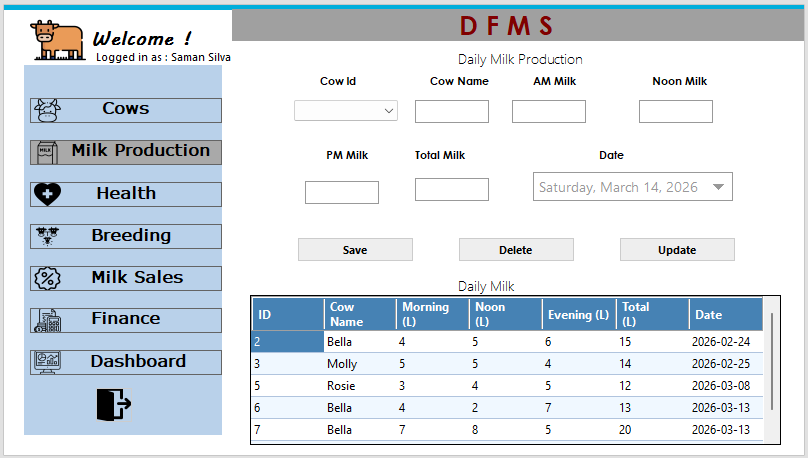 D F M S
Welcome !
Logged in as : Saman Silva
Cows
MILK
Milk Production
Health
Breeding
Milk Sales
Finance
Dashboard
Daily Milk Production
Cow Id Cow Name AM Milk Noon Milk
PM Milk Total Milk Date
Saturday, March 14, 2026
Save Delete Update
Daily Milk
ID Cow Name Morning (L) Noon (L) Evening (L) Total (L) Date
2 Bella 4 5 6 15 2026-02-24
3 Molly 5 5 4 14 2026-02-25
5 Rosie 3 4 5 12 2026-03-08
6 Bella 4 2 7 13 2026-03-13
7 Bella 7 8 5 20 2026-03-13